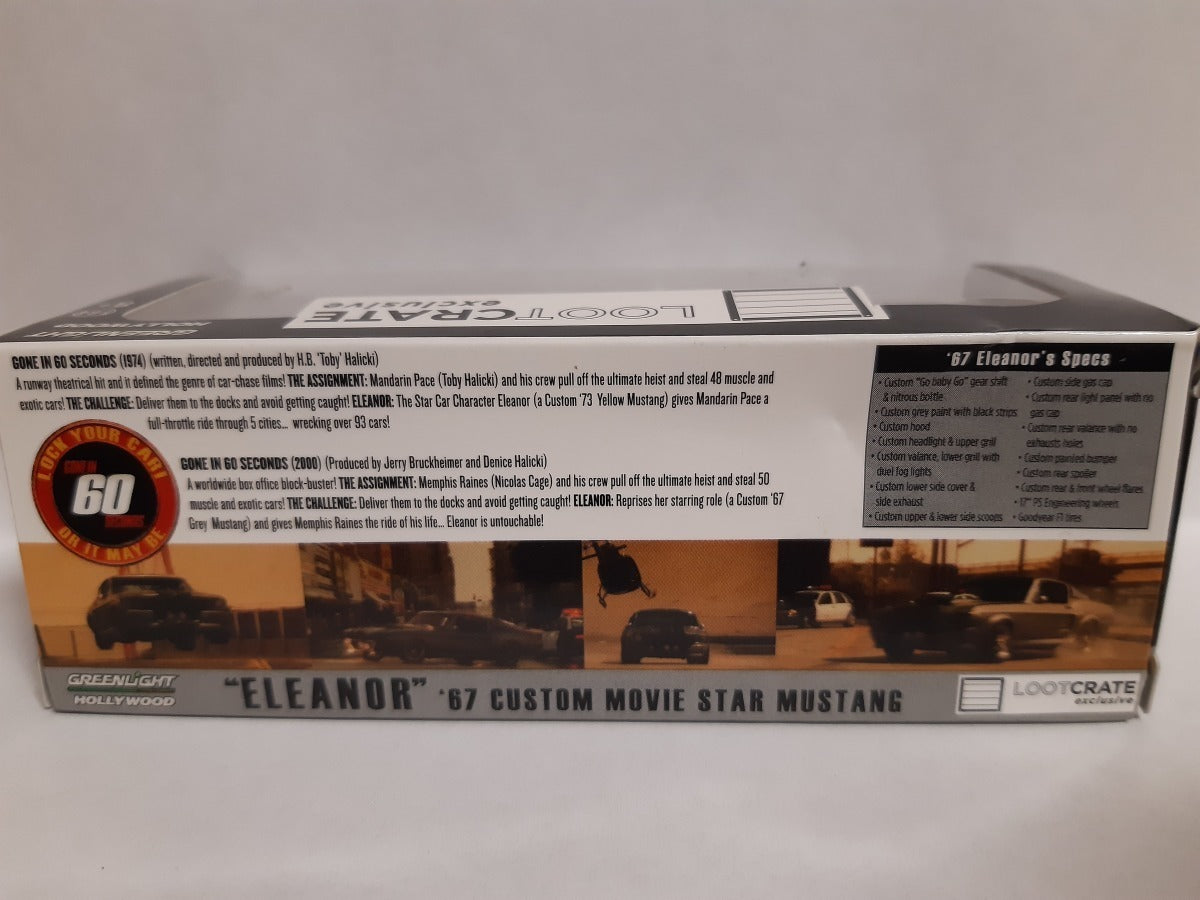 LOOTCRATE
exclusive
GREENLIGHT
HOLLYWOOD
GONE IN 60 SECONDS (1974) (written, directed and produced by H.B. 'Toby' Halicki)
A runway theatrical hit and it defined the genre of car-chase films! THE ASSIGNMENT: Mandarin Pace (Toby Halicki) and his crew pull off the ultimate heist and steal 48 muscle and
exotic cars! THE CHALLENGE: Deliver them to the docks and avoid getting caught! ELEANOR: The Star Car Character Eleanor (a Custom '73 Yellow Mustang) gives Mandarin Pace a
full-throttle ride through 5 cities... wrecking over 93 cars!
LOCK YOUR CAR!
GONE IN
60
SECONDS
OR IT MAY BE
GONE IN 60 SECONDS (2000) (Produced by Jerry Bruckheimer and Denice Halicki)
A worldwide box office block-buster! THE ASSIGNMENT: Memphis Raines (Nicolas Cage) and his crew pull off the ultimate heist and steal 50
muscle and exotic cars! THE CHALLENGE: Deliver them to the docks and avoid getting caught! ELEANOR: Reprises her starring role (a Custom '67
Grey Mustang) and gives Memphis Raines the ride of his life... Eleanor is untouchable!
'67 Eleanor's Specs
• Custom "Go baby Go" gear shift
& nitrous bottle
• Custom grey paint with black strips
• Custom hood
• Custom headlight & upper grill
• Custom valance, lower grill with
duel fog lights
• Custom lower side cover &
side exhaust
• Custom upper & lower side scoops
• Custom side gas cap
• Custom rear light panel with no
gas cap
• Custom rear valance with no
exhausts holes
• Custom painted bumper
• Custom rear spoiler
• Custom rear & front wheel flares
• 17" PS Engineering wheels
• Goodyear F1 tires
GREENLIGHT
HOLLYWOOD
"ELEANOR" '67 CUSTOM MOVIE STAR MUSTANG
LOOTCRATE
exclusive